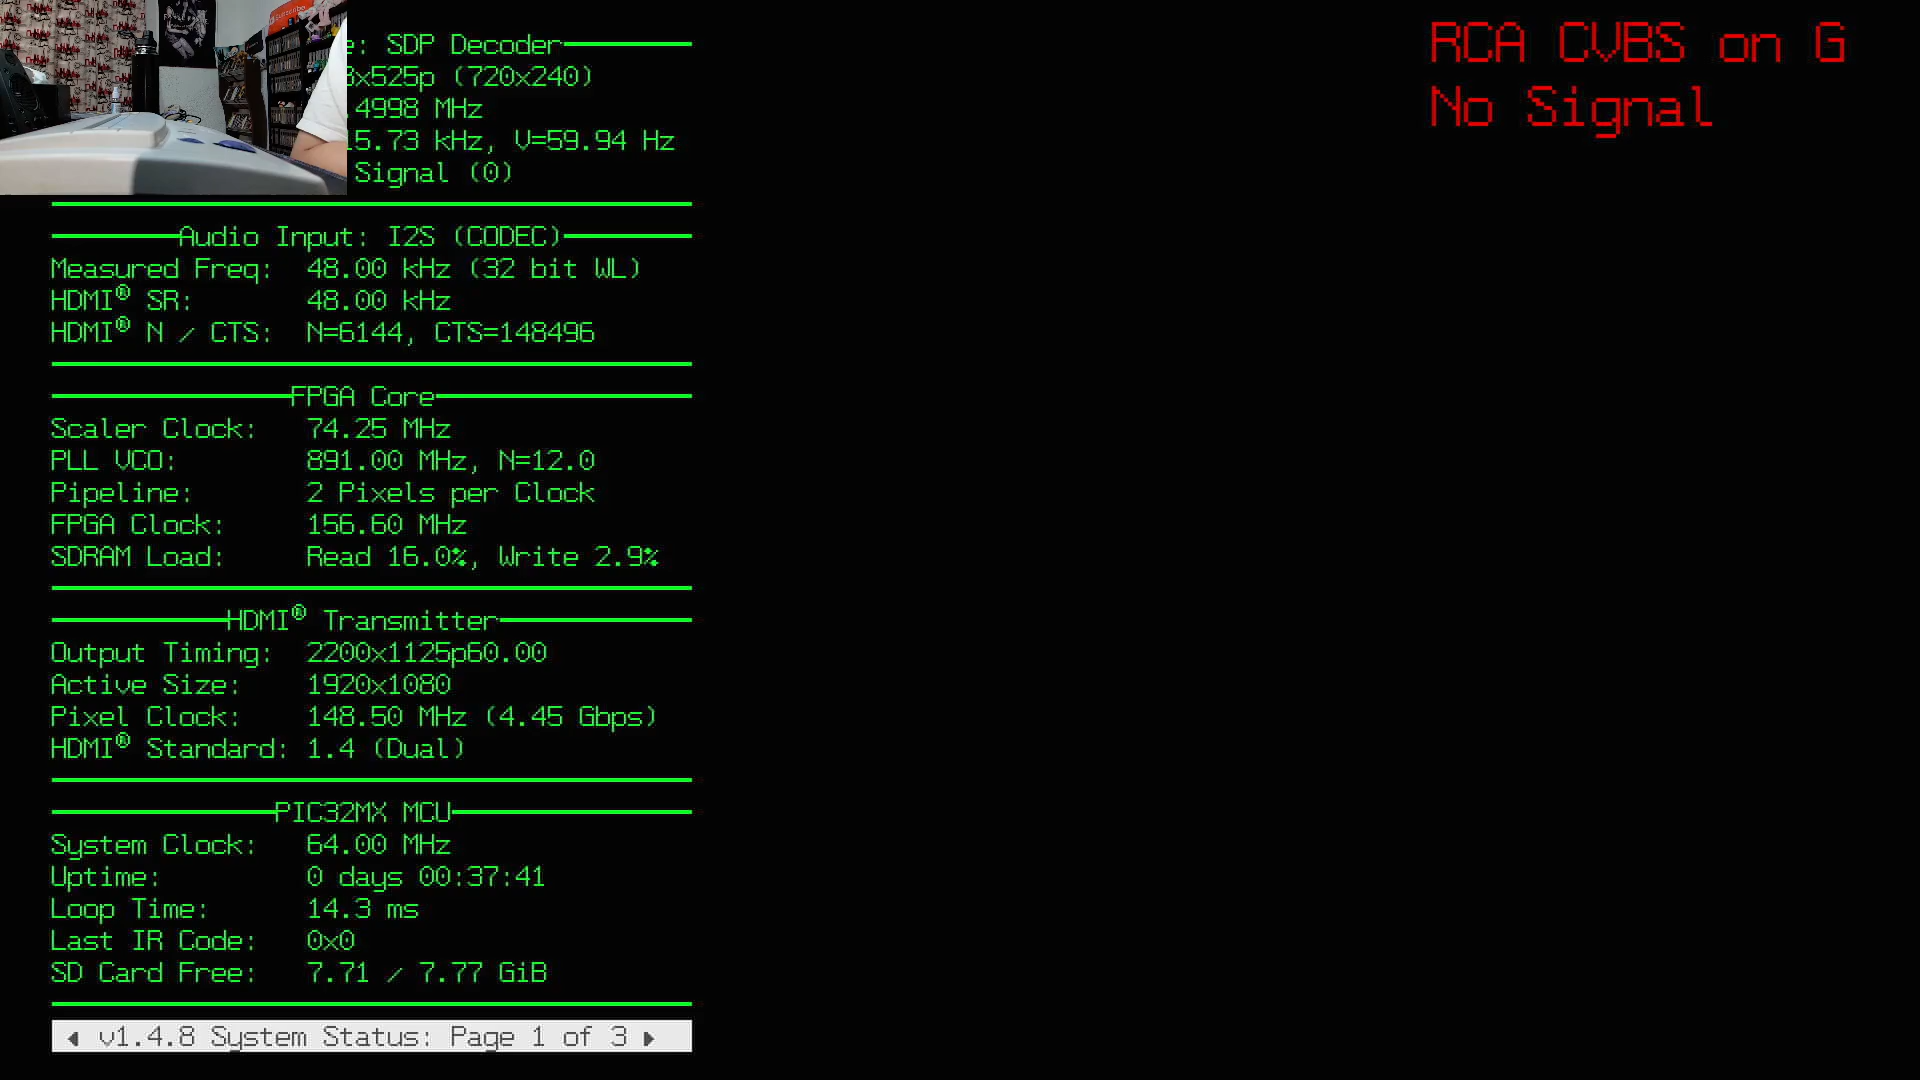 e: SDP Decoder
x525p (720x240)
.4998 MHz
15.73 kHz, V=59.94 Hz
Signal (0)
Audio Input: I2S (CODEC)
Measured Freq: 48.00 kHz (32 bit WL)
HDMI® SR: 48.00 kHz
HDMI® N / CTS: N=6144, CTS=148496
FPGA Core
Scaler Clock: 74.25 MHz
PLL VCO: 891.00 MHz, N=12.0
Pipeline: 2 Pixels per Clock
FPGA Clock: 156.60 MHz
SDRAM Load: Read 16.0%, Write 2.9%
HDMI® Transmitter
Output Timing: 2200x1125p60.00
Active Size: 1920x1080
Pixel Clock: 148.50 MHz (4.45 Gbps)
HDMI® Standard: 1.4 (Dual)
PIC32MX MCU
System Clock: 64.00 MHz
Uptime: 0 days 00:37:41
Loop Time: 14.3 ms
Last IR Code: 0x0
SD Card Free: 7.71 / 7.77 GiB
◂ v1.4.8 System Status: Page 1 of 3 ▸
RCA CVBS on G
No Signal